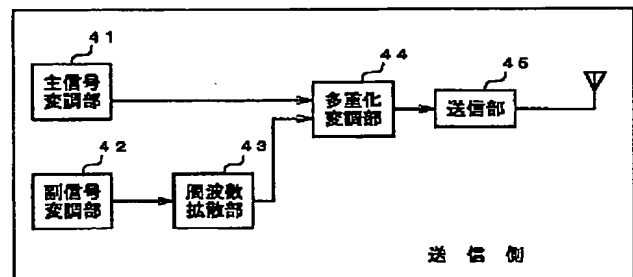 41
主信号
変調部
44
多重化
変調部
45
送信部
42
副信号
変調部
43
周波数
拡散部
送信側